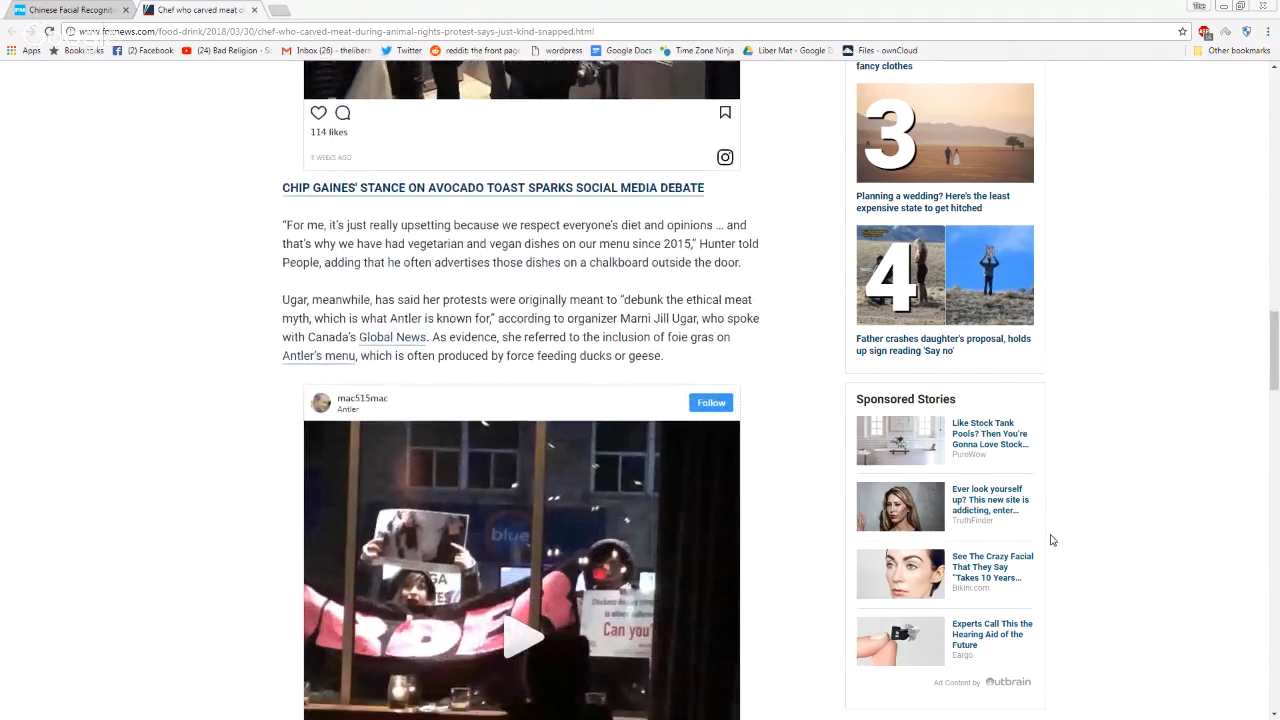 Chinese Facial Recogniti
Chef who carved meat d
www.foxnews.com/food-drink/2018/03/30/chef-who-carved-meat-during-animal-rights-protest-says-just-kind-snapped.html
Apps
Bookmarks
(2) Facebook
(24) Bad Religion - S
(1) Home - thelibere
Twitter
reddit: the front pag
wordpress
Google Docs
Time Zone Ninja
Liber/Mat - Google
Files - ownCloud
Other bookmarks
114 likes
3 WEEKS AGO
CHIP GAINES' STANCE ON AVOCADO TOAST SPARKS SOCIAL MEDIA DEBATE
“For me, it’s just really upsetting because we respect everyone’s diet and opinions … and
that’s why we have had vegetarian and vegan dishes on our menu since 2015,” Hunter told
People, adding that he often advertises those dishes on a chalkboard outside the door.
Ugar, meanwhile, has said her protests were originally meant to “debunk the ethical meat
myth, which is what Antler is known for,” according to organizer Marni Jill Ugar, who spoke
with Canada’s Global News. As evidence, she referred to the inclusion of foie gras on
Antler’s menu, which is often produced by force feeding ducks or geese.
mac515mac
Antler
Follow
blue
Can you
fancy clothes
3
Planning a wedding? Here's the least
expensive state to get hitched
4
Father crashes daughter's proposal, holds
up sign reading 'Say no'
Sponsored Stories
Like Stock Tank
Pools? Then You’re
Gonna Love Stock…
PureWow
Ever look yourself
up? This new site is
addicting, enter…
TruthFinder
See The Crazy Facial
That They Say
“Takes 10 Years…
Bikini.com
Experts Call This the
Hearing Aid of the
Future
Eargo
Ad Content by Outbrain